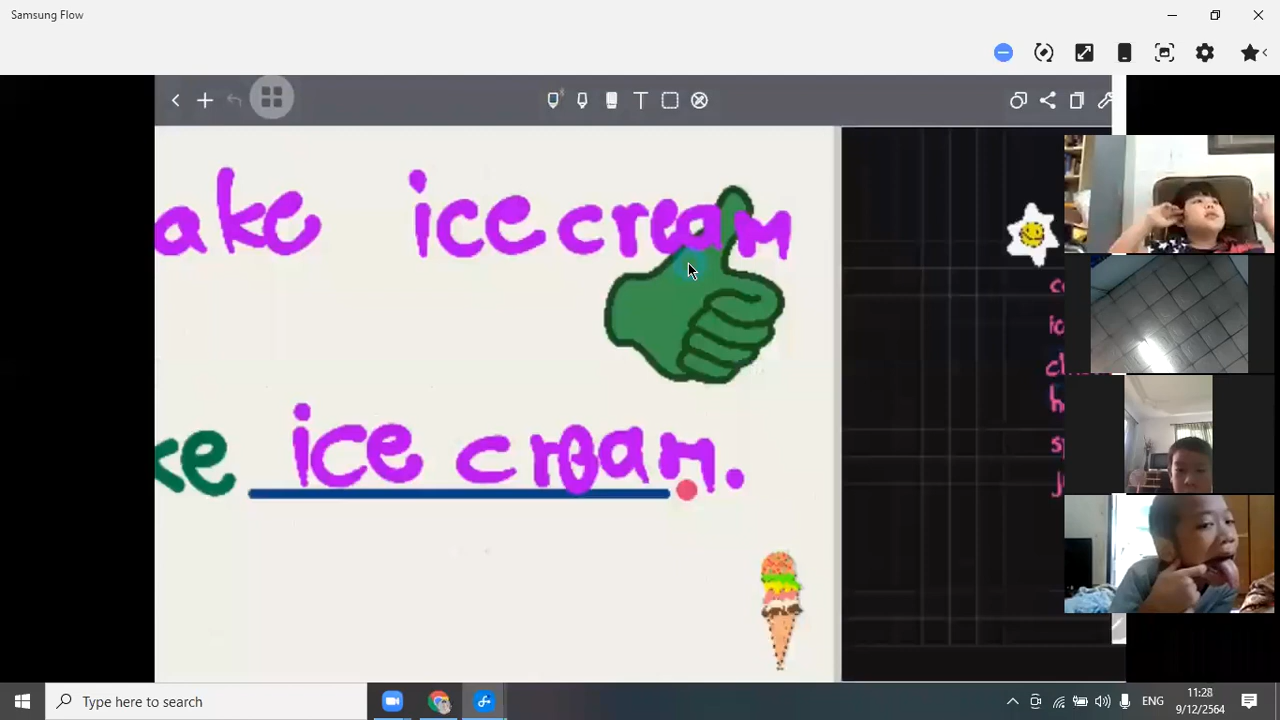 Samsung Flow
ake ice cream
ke ice cream.
Type here to search
ENG
11:28
9/12/2564